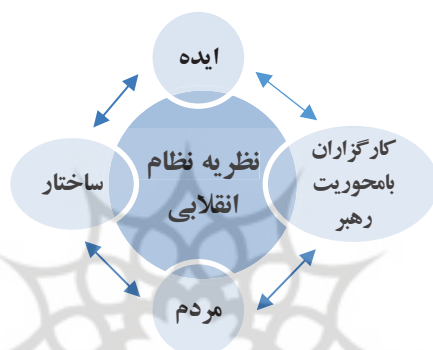 ایده
کارگزاران
بامحوریت
رهبر
نظریه نظام
انقلابی
ساختار
مردم